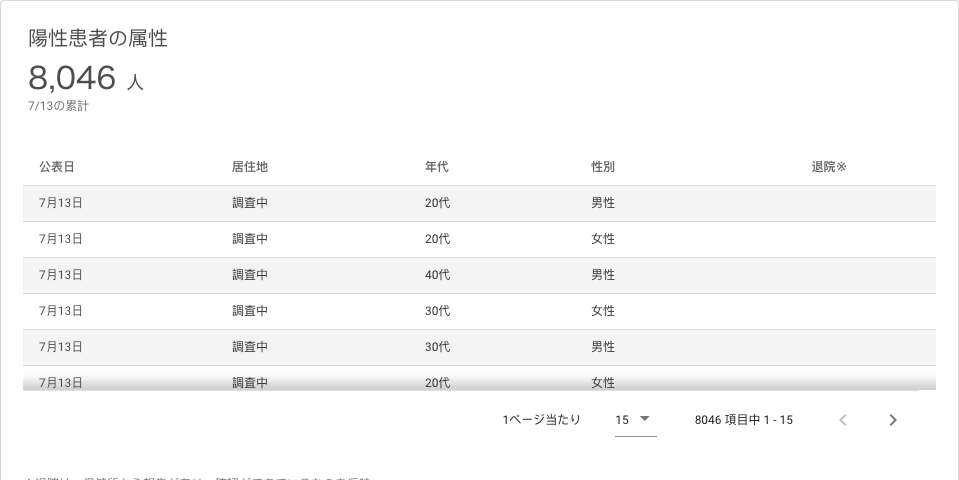 陽性患者の属性
8,046 人
7/13の累計
公表日 居住地 年代 性別 退院※
7月13日 調査中 20代 男性
7月13日 調査中 20代 女性
7月13日 調査中 40代 男性
7月13日 調査中 30代 女性
7月13日 調査中 30代 男性
7月13日 調査中 20代 女性
1ページ当たり 15 8046 項目中 1 - 15